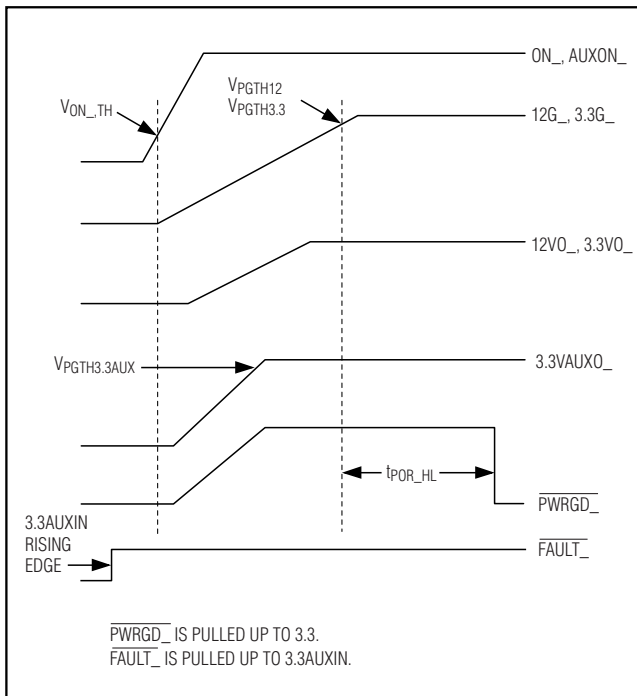 ON_, AUXON_
V_ON_,TH
V_PGTH12
V_PGTH3.3
12G_, 3.3G_
12VO_, 3.3VO_
V_PGTH3.3AUX
3.3VAUXO_
t_POR_HL
PWRGD_
3.3AUXIN
RISING
EDGE
FAULT_
PWRGD_ IS PULLED UP TO 3.3.
FAULT_ IS PULLED UP TO 3.3AUXIN.